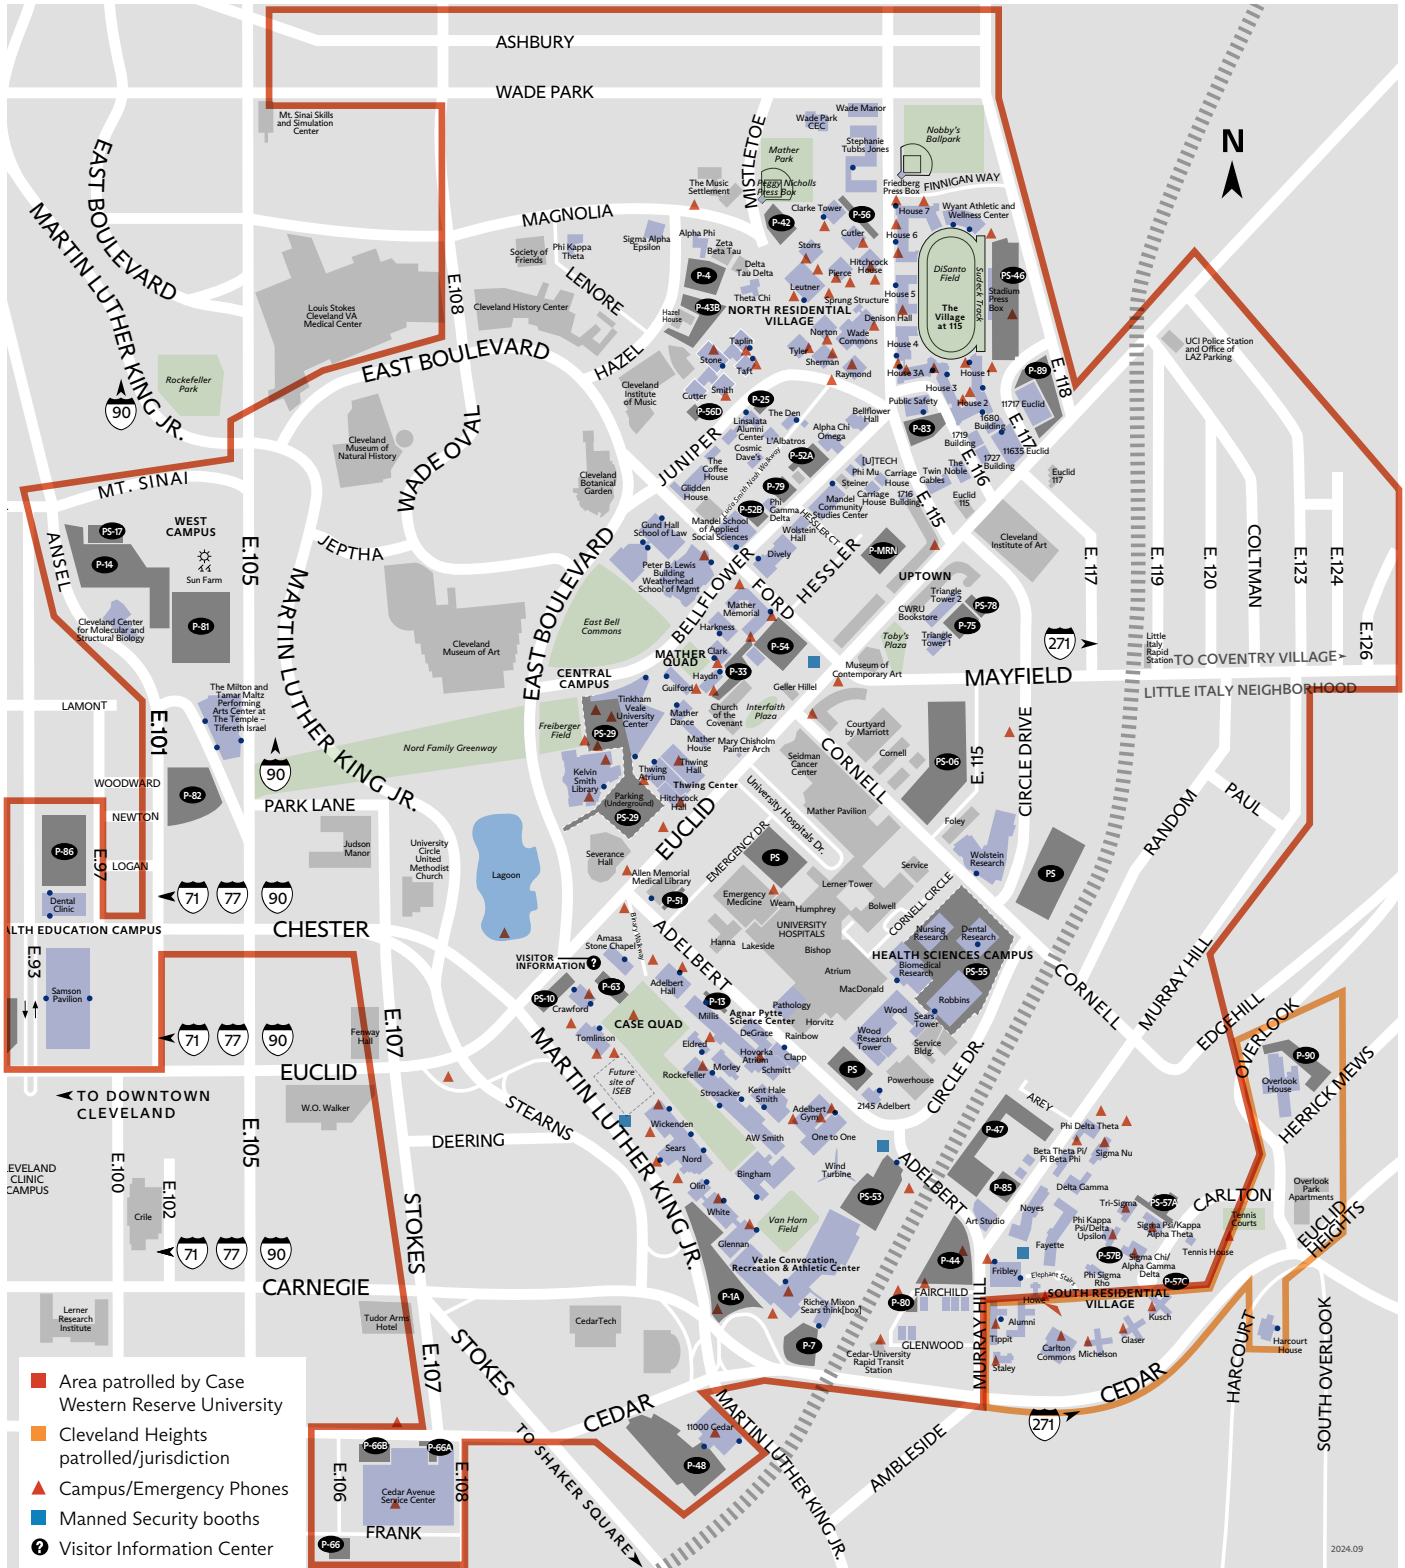 ASHBURY
WADE PARK
Mt. Sinai Skills
and Simulation
Center
EAST BOULEVARD
MARTIN LUTHER KING JR.
MISTLETOE
Wade Park
CEC
Wade Manor
Stephanie
Tubbs Jones
Nobby's
Ballpark
N
Mather
Park
Peggy Nicholls
Press Box
The Music
Settlement
Friedberg
Press Box
FINNIGAN WAY
MAGNOLIA
Clarke Tower
P-42
P-56
House 7
Wyant Athletic and
Wellness Center
Cutler
House 6
Society of
Friends
Phi Kappa
Theta
Sigma Alpha
Epsilon
Alpha Phi
Zeta
Beta Tau
Delta
Tau Delta
Storrs
Hitchcock
House
Pierce
Leutner
DiSanto
Field
Sudeck Track
PS-46
Stadium
Press
Box
P-4
LENORE
E.108
Theta Chi
Sprung Structure
House 5
The
Village
at 115
Louis Stokes
Cleveland VA
Medical Center
Cleveland History Center
Hazel
House
P-43B
NORTH RESIDENTIAL
VILLAGE
Denison Hall
UCI Police Station
and Office of
LAZ Parking
Norton
Wade
Commons
House 4
EAST BOULEVARD
HAZEL
Taplin
Stone
Taft
Tyler
Sherman
Raymond
House 3A
House 1
House 3
P-89
E. 118
Rockefeller
Park
90
Cleveland
Institute
of Music
Smith
Cutter
P-56D
P-25
House 2
11717 Euclid
Public Safety
Linsalata
Alumni
Center
The Den
Bellflower
Hall
1680
Building
E. 117
WADE OVAL
Cleveland
Museum of
Natural History
JUNIPER
Cosmic
Dave's
L'Albatros
Alpha Chi
Omega
P-83
1719
Building
11635 Euclid
The
Coffee
House
P-52A
[U]TECH
Phi Mu
Carriage
House
Twin
Gables
The
Noble
1727
Building
E. 116
Euclid
117
Cleveland
Botanical
Garden
Glidden
House
Lucia Smith Nash Walkway
P-79
Steiner
Carriage
House
1716
Building
Euclid
115
E. 115
MT. SINAI
WEST
CAMPUS
PS-17
P-14
Sun Farm
ANSEL
E.105
JEPTHA
P-52B
Phi
Gamma
Delta
Mandel
Community
Studies Center
Gund Hall
School of Law
Mandel School
of Applied
Social Sciences
HESSLER CT
Wolstein
Hall
Cleveland
Institute of Art
Dively
HESSLER
P-MRN
E.117
E.119
E.120
COLTMAN
E.123
E.124
Peter B. Lewis
Building
Weatherhead
School of Mgmt
BELLFLOWER
FORD
UPTOWN
Triangle
Tower 2
PS-78
CWRU
Bookstore
P-75
Triangle
Tower 1
P-81
Cleveland Center
for Molecular and
Structural Biology
East Bell
Commons
Mather
Memorial
Harkness
P-54
Toby's
Plaza
271
Little
Italy
Rapid
Station
E.126
TO COVENTRY VILLAGE
Cleveland
Museum of Art
EAST BOULEVARD
MATHER
QUAD
Clark
Haydn
P-33
Museum of
Contemporary Art
MAYFIELD
LITTLE ITALY NEIGHBORHOOD
CENTRAL
CAMPUS
Guilford
Geller Hillel
MARTIN LUTHER KING JR.
LAMONT
E.101
The Milton and
Tamar Maltz
Performing
Arts Center at
The Temple –
Tifereth Israel
Tinkham
Veale
University
Center
Mather
Dance
Church
of the
Covenant
Interfaith
Plaza
Freiberger
Field
PS-29
Mather
House
Mary Chisholm
Painter Arch
Courtyard
by Marriott
Cornell
CORNELL
Nord Family Greenway
Seidman
Cancer
Center
E. 115
CIRCLE DRIVE
PS-06
WOODWARD
90
Kelvin
Smith
Library
Thwing
Atrium
Thwing
Hall
Thwing Center
P-82
NEWTON
PARK LANE
Parking
(Underground)
Hitchcock
Hall
PS-29
University Hospitals Dr.
Mather Pavilion
RANDOM
PAUL
P-86
E.97
LOGAN
Judson
Manor
University
Circle
United
Methodist
Church
Lagoon
Severance
Hall
EUCLID
EMERGENCY DR.
PS
Foley
Wolstein
Research
PS
Service
Dental
Clinic
71
77
90
Allen Memorial
Medical Library
P-51
Emergency
Medicine
Lerner Tower
Wearn
Humphrey
Bolwell
CORNELL CIRCLE
ALTH EDUCATION CAMPUS
CHESTER
Binary Walkway
ADELBERT
Hanna
Lakeside
UNIVERSITY
HOSPITALS
Bishop
Nursing
Research
Dental
Research
HEALTH SCIENCES CAMPUS
E.93
Amasa
Stone Chapel
VISITOR
INFORMATION
?
Atrium
Biomedical
Research
PS-55
MURRAY HILL
CORNELL
Samson
Pavilion
PS-10
P-63
Adelbert
Hall
MacDonald
Robbins
Crawford
P-13
Millis
Agnar Pytte
Science Center
Pathology
Wood
Sears
Tower
EDGEHILL
OVERLOOK
Fenway
Hall
E.107
CASE QUAD
Horvitz
71
77
90
Tomlinson
DeGrace
Rainbow
Wood
Research
Tower
Service
Bldg.
Eldred
Hovorka
Atrium
Clapp
P-90
EUCLID
MARTIN LUTHER KING JR.
Future
site of
ISEB
Rockefeller
Morley
Schmitt
PS
Powerhouse
CIRCLE DR.
Overlook
House
HERRICK MEWS
TO DOWNTOWN
CLEVELAND
W.O. Walker
STEARNS
Strosacker
Kent Hale
Smith
2145 Adelbert
AREY
Wickenden
Adelbert
Gym
P-47
Phi Delta Theta
E.105
DEERING
AW Smith
One to One
Sears
Nord
Beta Theta Pi/
Pi Beta Phi
Sigma Nu
LEVELAND
CLINIC
CAMPUS
E.100
E.102
Bingham
Wind
Turbine
ADELBERT
P-85
Delta Gamma
Overlook
Park
Apartments
CARLTON
Olin
PS-53
Crile
STOKES
White
Van Horn
Field
Art Studio
Noyes
Tri-Sigma
PS-57A
Phi Kappa
Psi/Delta
Upsilon
Sigma Psi/Kappa
Alpha Theta
Tennis
Courts
EUCLID
HEIGHTS
71
77
90
Glennan
Fayette
P-57B
Tennis House
Veale Convocation,
Recreation & Athletic Center
P-44
Fribley
Elephant Stairs
Phi Sigma
Rho
Sigma Chi/
Alpha Gamma
Delta
P-57C
CARNEGIE
P-1A
FAIRCHILD
P-80
Howe
SOUTH RESIDENTIAL
VILLAGE
Lerner
Research
Institute
Tudor Arms
Hotel
CedarTech
Richey Mixon
Sears think[box]
MURRAY HILL
Alumni
Kusch
Tippit
Glaser
P-7
GLENWOOD
Carlton
Commons
Michelson
Harcourt
House
Cedar-University
Rapid Transit
Station
Staley
HARCOURT
SOUTH OVERLOOK
STOKES
E.107
CEDAR
CEDAR
271
Area patrolled by Case
Western Reserve University
Cleveland Heights
patrolled/jurisdiction
Campus/Emergency Phones
Manned Security booths
? Visitor Information Center
TO SHAKER SQUARE
11000 Cedar
MARTIN LUTHER KING JR.
AMBLESIDE
P-48
P-66B
P-66A
E.106
Cedar Avenue
Service Center
E.108
FRANK
P-66
2024.09